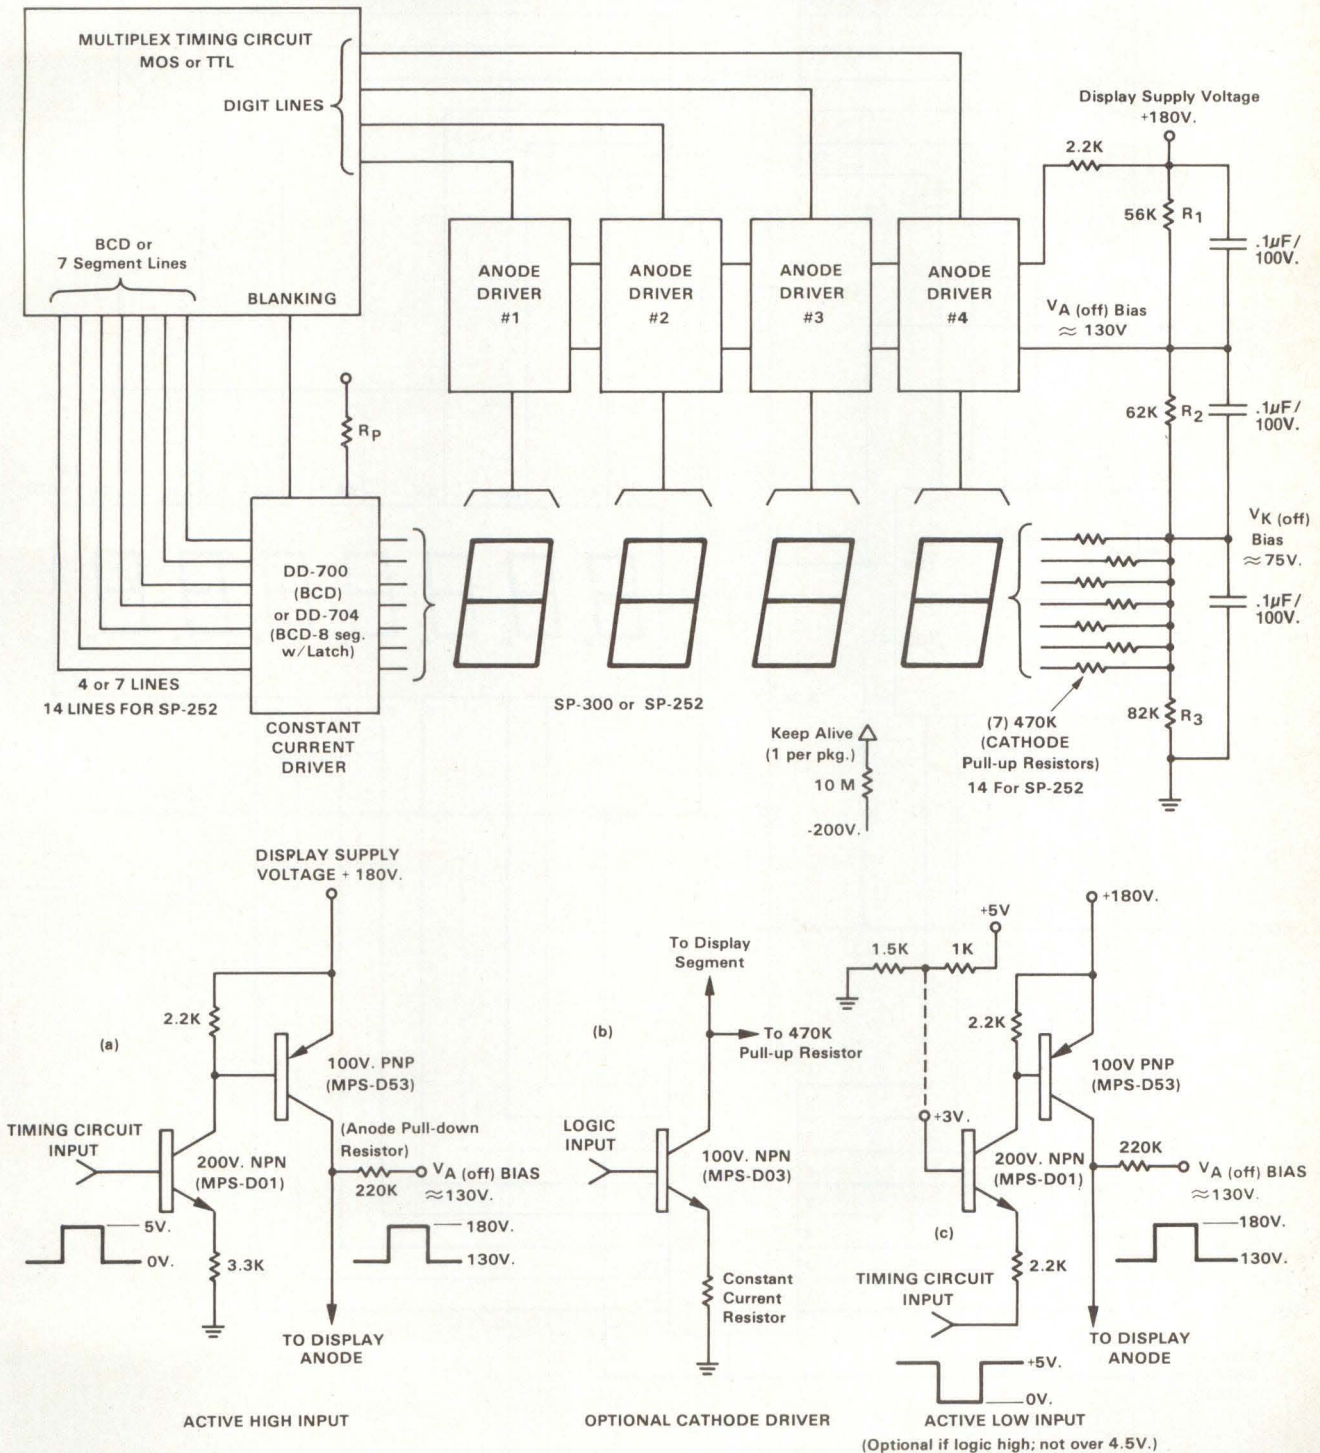 MULTIPLEX TIMING CIRCUIT
MOS or TTL
DIGIT LINES
BCD or
7 Segment Lines
BLANKING
Display Supply Voltage
+180V.
2.2K
56K R1
.1µF/
100V.
ANODE
DRIVER
#1
ANODE
DRIVER
#2
ANODE
DRIVER
#3
ANODE
DRIVER
#4
VA (off) Bias
≈ 130V
RP
62K R2
.1µF/
100V.
VK (off)
Bias
≈ 75V.
DD-700
(BCD)
or DD-704
(BCD-8 seg.
w/Latch)
.1µF/
100V.
4 or 7 LINES
14 LINES FOR SP-252
CONSTANT
CURRENT
DRIVER
SP-300 or SP-252
Keep Alive
(1 per pkg.)
10 M
-200V.
(7) 470K
(CATHODE
Pull-up Resistors)
14 For SP-252
82K R3
DISPLAY SUPPLY
VOLTAGE + 180V.
2.2K
(a)
100V. PNP
(MPS-D53)
TIMING CIRCUIT
INPUT
200V. NPN
(MPS-D01)
(Anode Pull-down
Resistor)
220K
VA (off) BIAS
≈130V.
5V.
0V.
3.3K
180V.
130V.
TO DISPLAY
ANODE
ACTIVE HIGH INPUT
To Display
Segment
(b)
To 470K
Pull-up Resistor
LOGIC
INPUT
100V. NPN
(MPS-D03)
Constant
Current
Resistor
OPTIONAL CATHODE DRIVER
+5V
1.5K
1K
+180V.
2.2K
100V PNP
(MPS-D53)
+3V.
200V. NPN
(MPS-D01)
220K
VA (off) BIAS
≈130V.
(c)
2.2K
180V.
130V.
TIMING CIRCUIT
INPUT
+5V.
0V.
TO DISPLAY
ANODE
ACTIVE LOW INPUT
(Optional if logic high; not over 4.5V.)